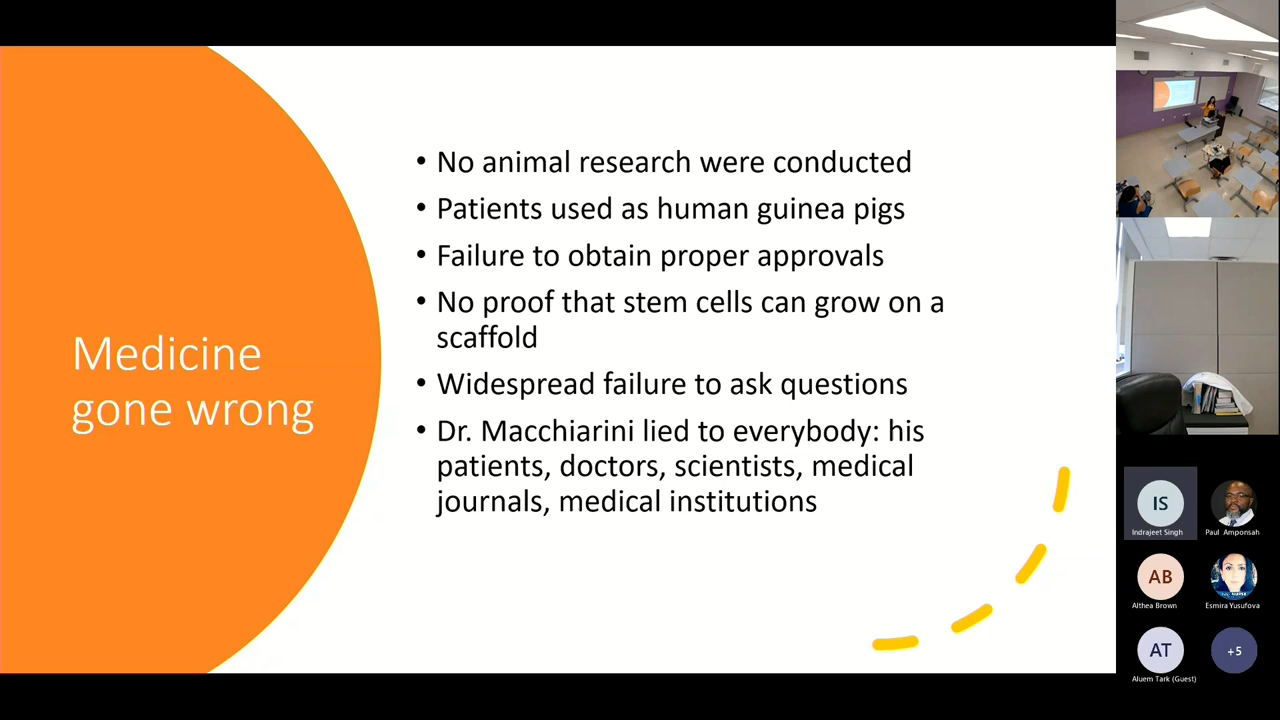 Medicine
gone wrong
• No animal research were conducted
• Patients used as human guinea pigs
• Failure to obtain proper approvals
• No proof that stem cells can grow on a
scaffold
• Widespread failure to ask questions
• Dr. Macchiarini lied to everybody: his
patients, doctors, scientists, medical
journals, medical institutions
IS
Indrajeet Singh
Paul Amponsah
AB
Althea Brown
Esmira Yusufova
AT
Aluem Tark (Guest)
+5